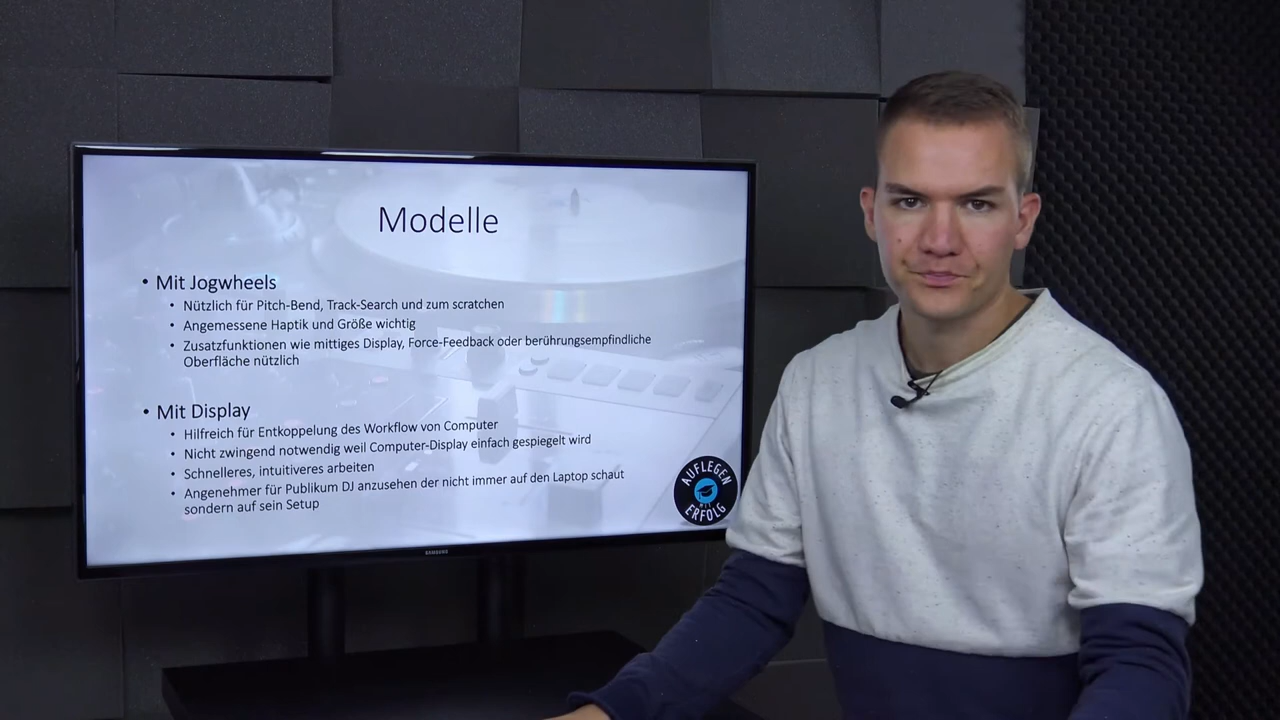 Modelle
• Mit Jogwheels
• Nützlich für Pitch-Bend, Track-Search und zum scratchen
• Angemessene Haptik und Größe wichtig
• Zusatzfunktionen wie mittiges Display, Force-Feedback oder berührungsempfindliche
Oberfläche nützlich
• Mit Display
• Hilfreich für Entkoppelung des Workflow von Computer
• Nicht zwingend notwendig weil Computer-Display einfach gespiegelt wird
• Schnelleres, intuitiveres arbeiten
• Angenehmer für Publikum DJ anzusehen der nicht immer auf den Laptop schaut
sondern auf sein Setup
AUFLEGEN
MIT
ERFOLG
SAMSUNG